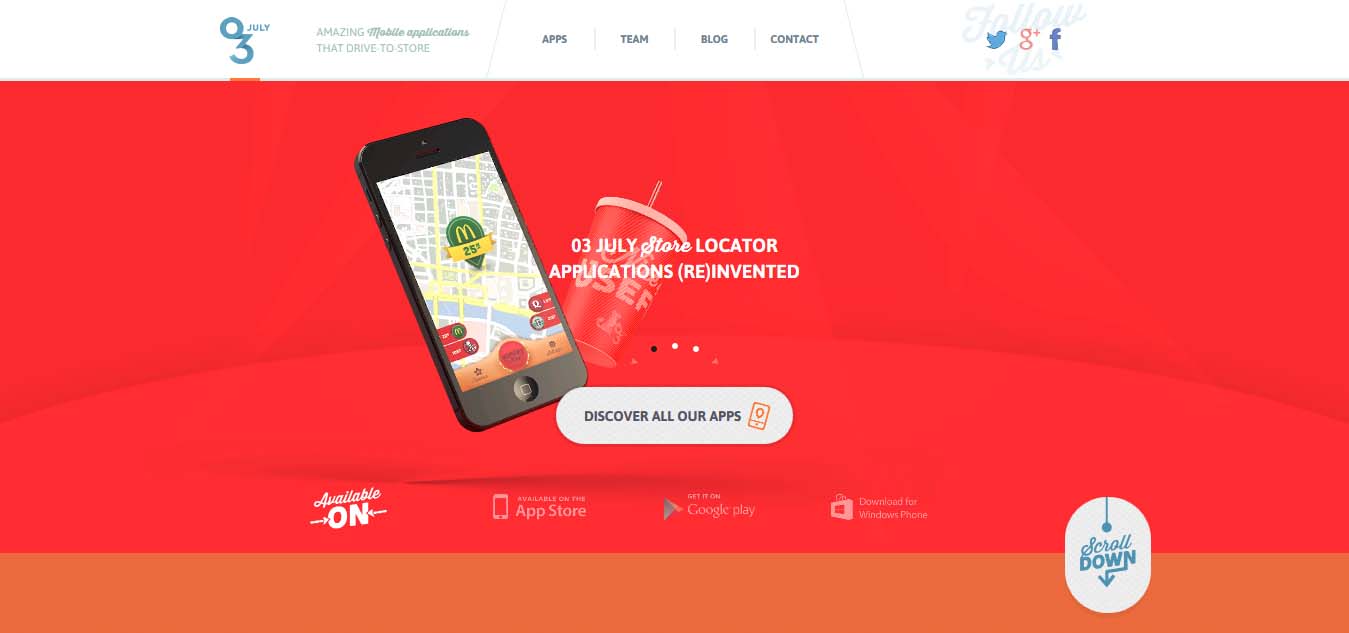 03 JULY
AMAZING Mobile applications
THAT DRIVE-TO-STORE
APPS
TEAM
BLOG
CONTACT
Follow
Us
03 JULY Store LOCATOR
APPLICATIONS (RE)INVENTED
DISCOVER ALL OUR APPS
Available
ON
AVAILABLE ON THE
App Store
GET IT ON
Google play
Download for
Windows Phone
Scroll
DOWN